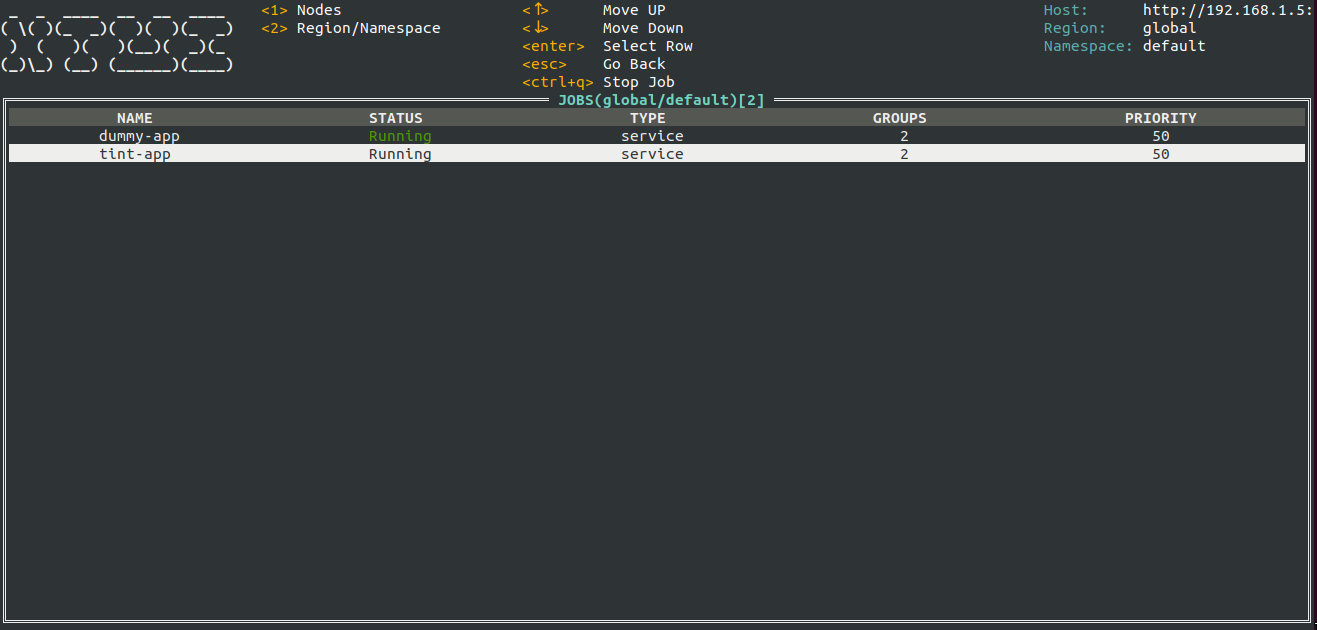 <1> Nodes <↑> Move UP Host: http://192.168.1.5:
<2> Region/Namespace <↓> Move Down Region: global
<enter> Select Row Namespace: default
<esc> Go Back
<ctrl+q> Stop Job
JOBS(global/default)[2]
NAME STATUS TYPE GROUPS PRIORITY
dummy-app Running service 2 50
tint-app Running service 2 50